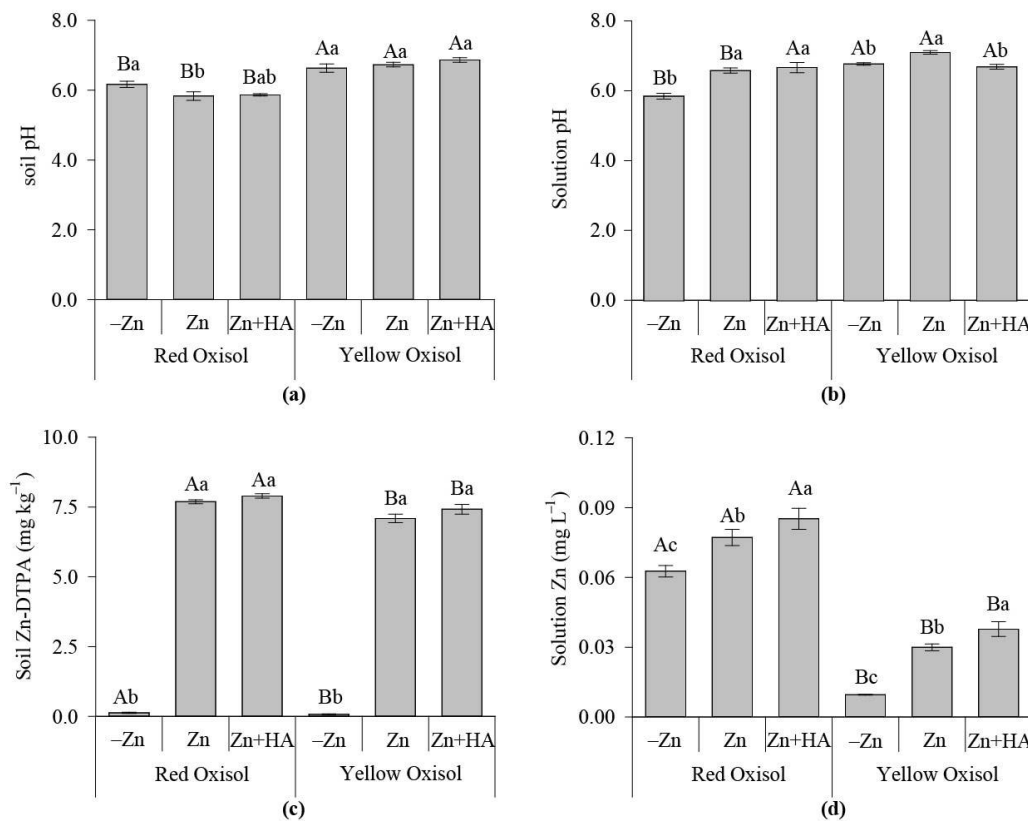 8.0
6.0
4.0
2.0
0.0
soil pH
Ba
Bb
Bab
Aa
Aa
Aa
–Zn Zn Zn+HA –Zn Zn Zn+HA
Red Oxisol Yellow Oxisol
(a)
8.0
6.0
4.0
2.0
0.0
Solution pH
Bb
Ba
Aa
Ab
Aa
Ab
–Zn Zn Zn+HA –Zn Zn Zn+HA
Red Oxisol Yellow Oxisol
(b)
10.0
7.5
5.0
2.5
0.0
Soil Zn-DTPA (mg kg⁻¹)
Ab
Aa
Aa
Bb
Ba
Ba
–Zn Zn Zn+HA –Zn Zn Zn+HA
Red Oxisol Yellow Oxisol
(c)
0.12
0.09
0.06
0.03
0.00
Solution Zn (mg L⁻¹)
Ac
Ab
Aa
Bc
Bb
Ba
–Zn Zn Zn+HA –Zn Zn Zn+HA
Red Oxisol Yellow Oxisol
(d)